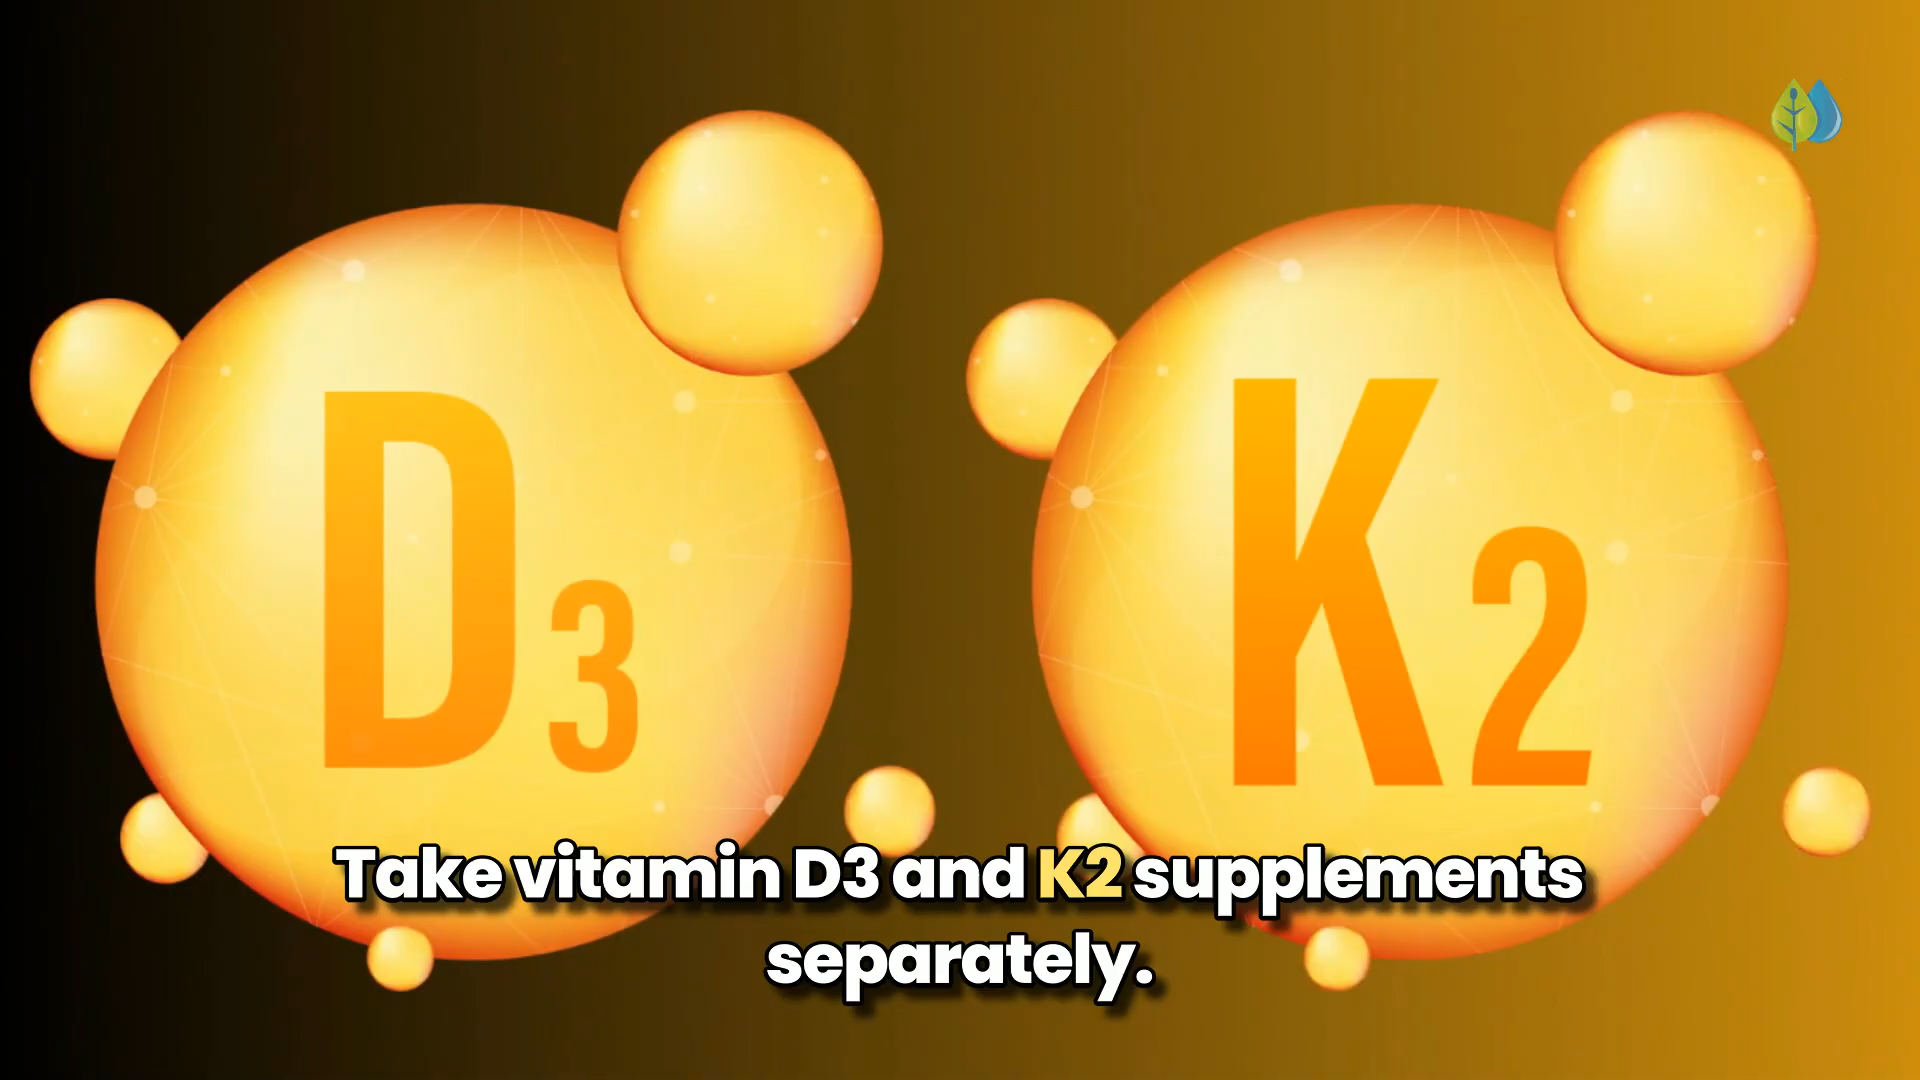 D3
K2
Take vitamin D3 and K2 supplements
separately.